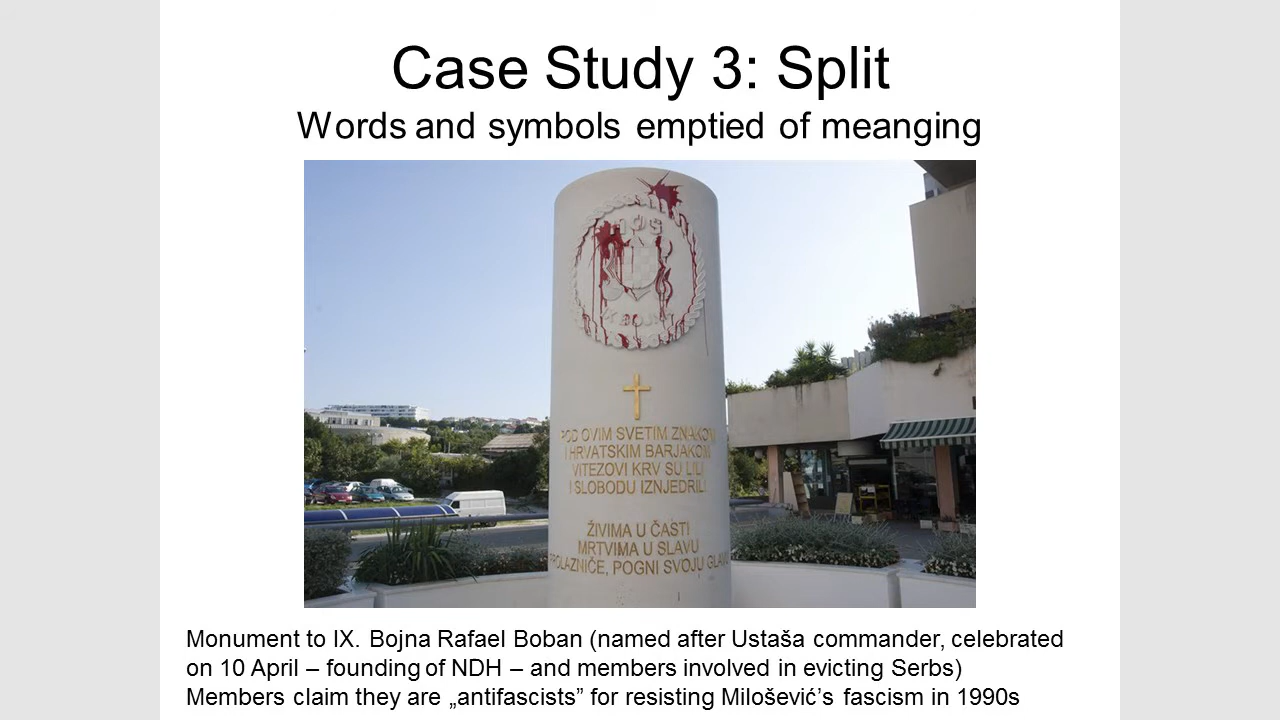 Case Study 3: Split
Words and symbols emptied of meanging
HOS
IX BOJNA
POD OVIM SVETIM ZNAKOM
I HRVATSKIM BARJAKOM
VITEZOVI KRV SU LILI
I SLOBODU IZNJEDRILI
ŽIVIMA U ČASTI
MRTVIMA U SLAVU
PROLAZNIČE, POGNI SVOJU GLAVU
Monument to IX. Bojna Rafael Boban (named after Ustaša commander, celebrated
on 10 April – founding of NDH – and members involved in evicting Serbs)
Members claim they are „antifascists” for resisting Milošević’s fascism in 1990s